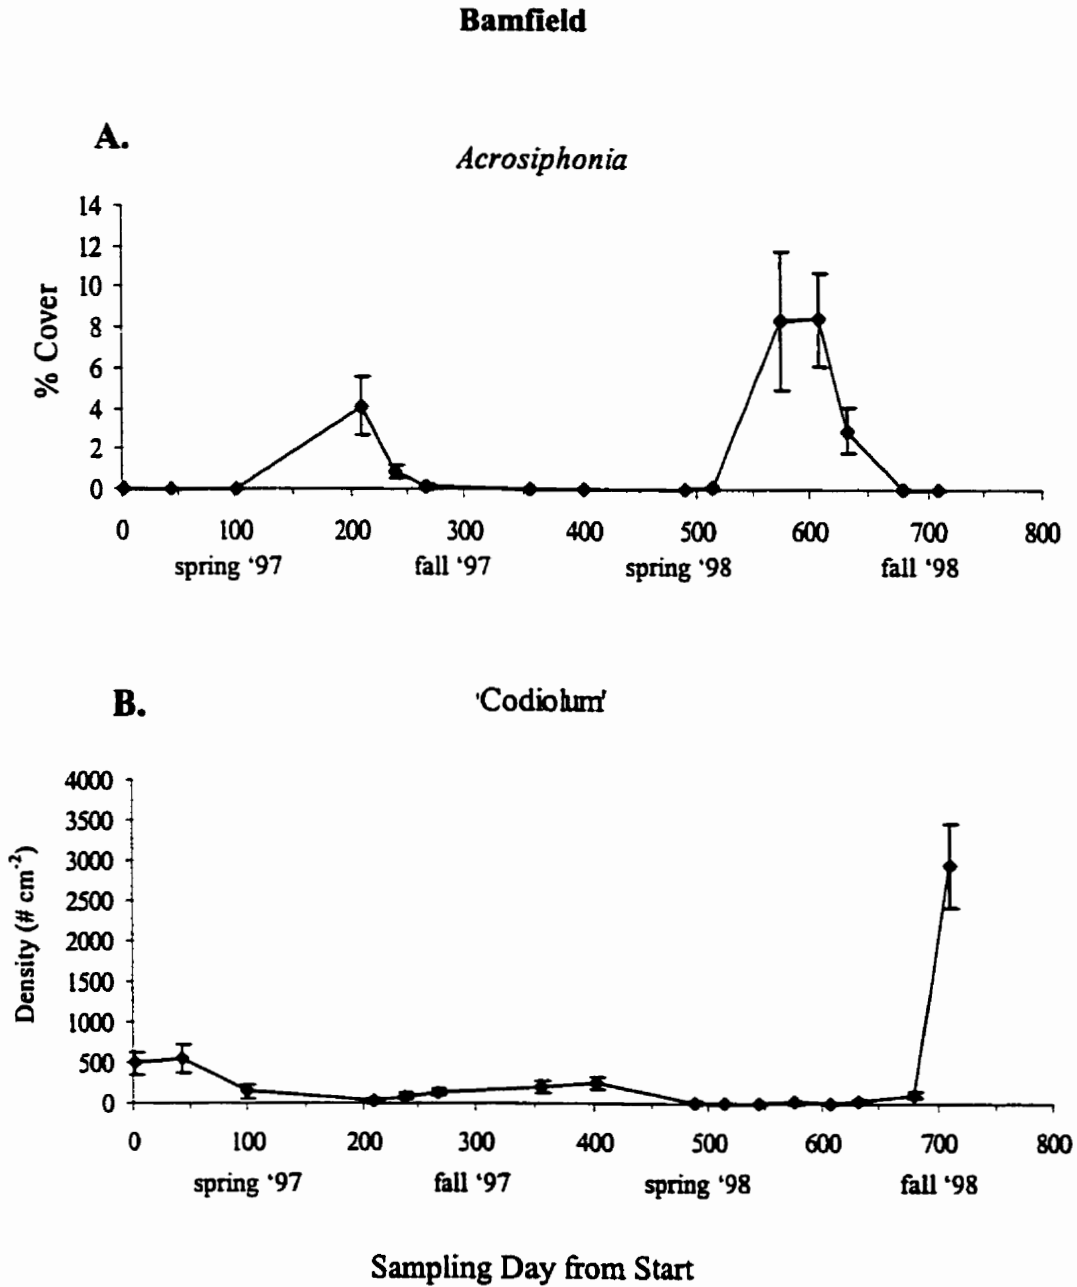 Bamfield
A.
Acrosiphonia
% Cover
14
12
10
8
6
4
2
0
0 100 200 300 400 500 600 700 800
spring ‘97 fall ‘97 spring ‘98 fall ‘98
B.
'Codiolum'
Density (# cm-2)
4000
3500
3000
2500
2000
1500
1000
500
0
0 100 200 300 400 500 600 700 800
spring ‘97 fall ‘97 spring ‘98 fall ‘98
Sampling Day from Start